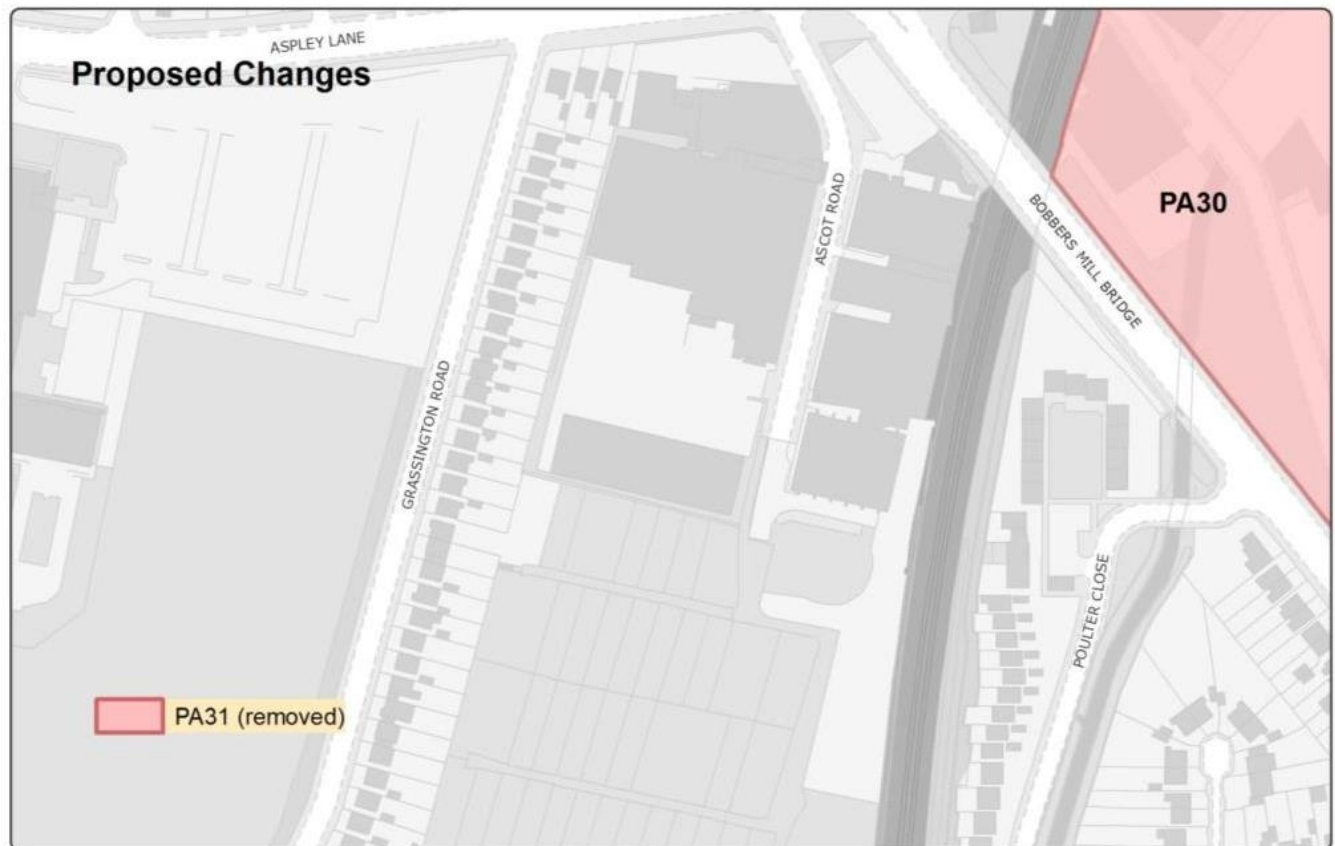 ASPLEY LANE
Proposed Changes
PA30
BOBBERS MILL BRIDGE
ASCOT ROAD
GRASSINGTON ROAD
POULTER CLOSE
PA31 (removed)